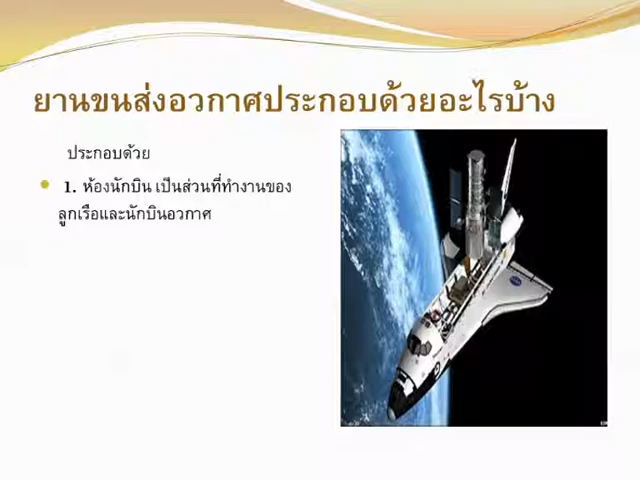 ยานขนส่งอวกาศประกอบด้วยอะไรบ้าง
ประกอบด้วย
1. ห้องนักบิน เป็นส่วนที่ทำงานของ
ลูกเรือและนักบินอวกาศ